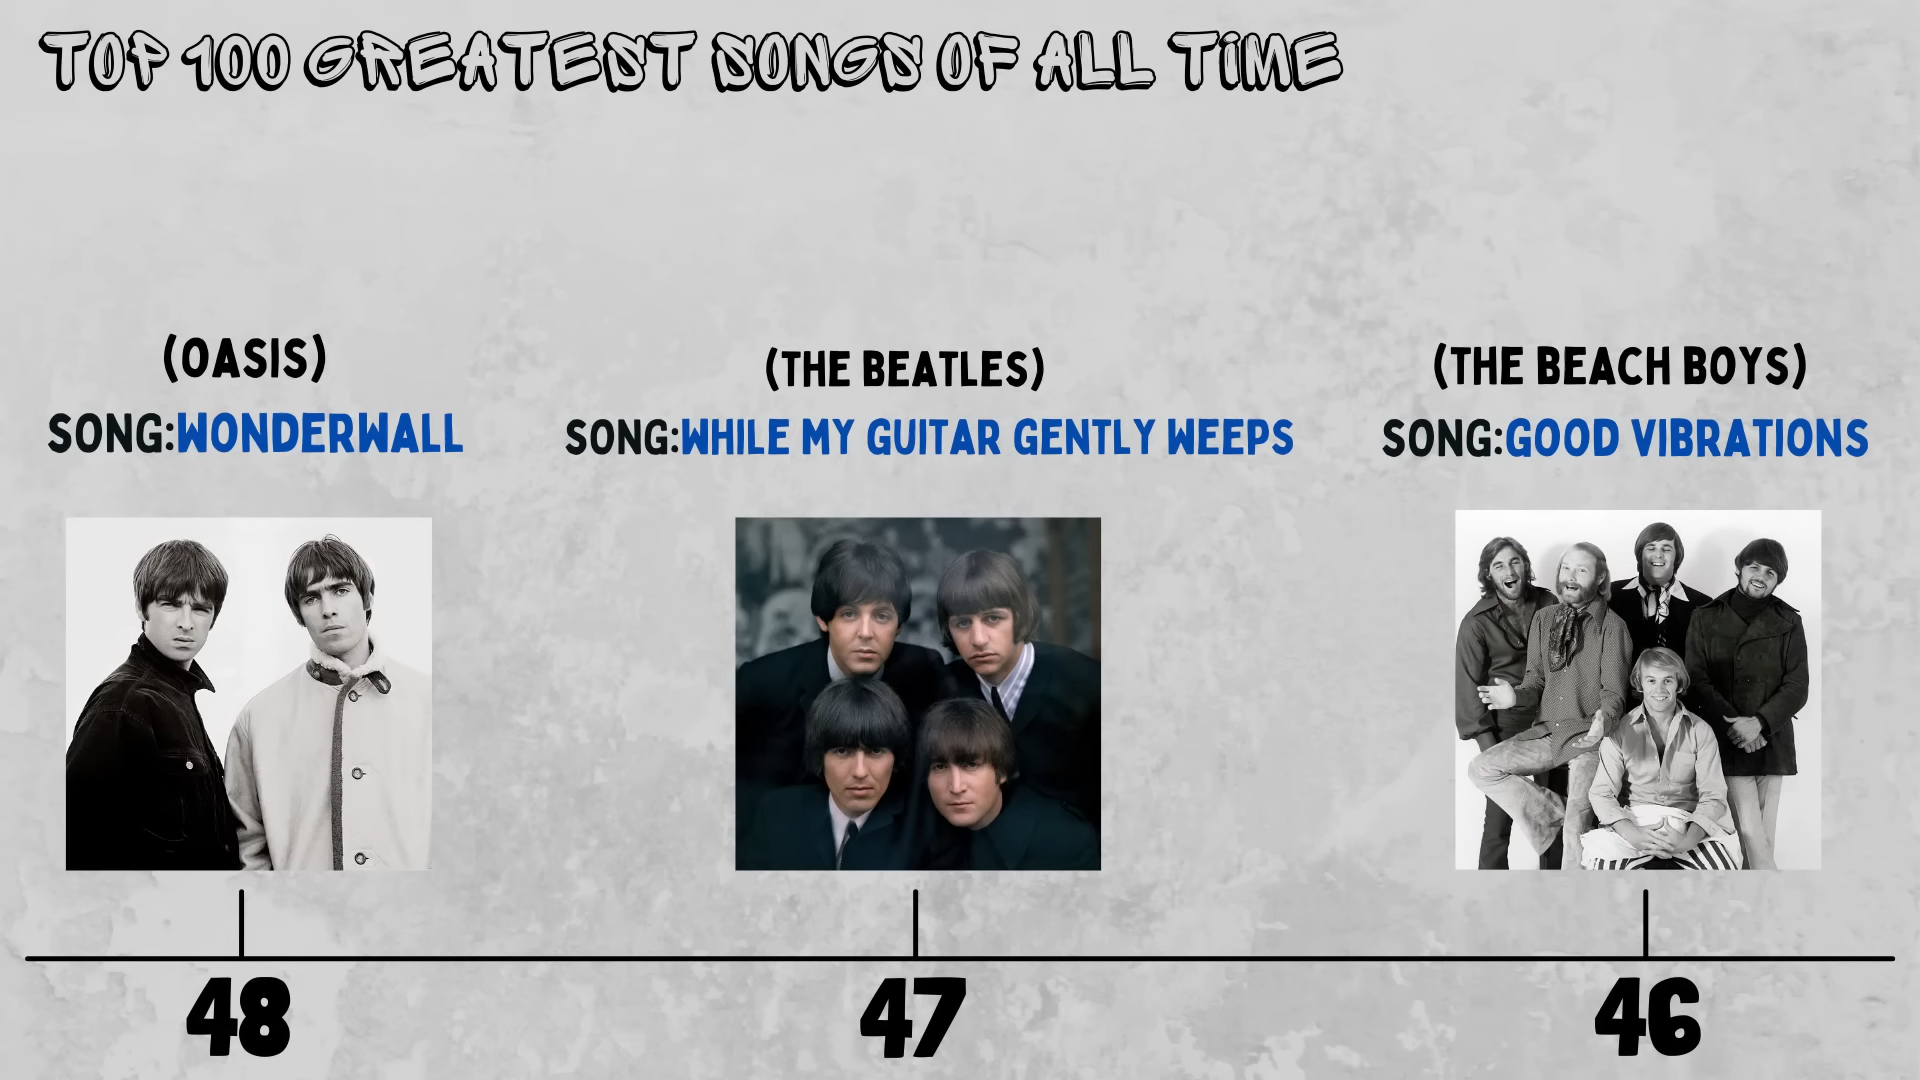 TOP 100 GREATEST SONGS OF ALL TIME
(OASIS)
SONG:WONDERWALL
(THE BEATLES)
SONG:WHILE MY GUITAR GENTLY WEEPS
(THE BEACH BOYS)
SONG:GOOD VIBRATIONS
48
47
46